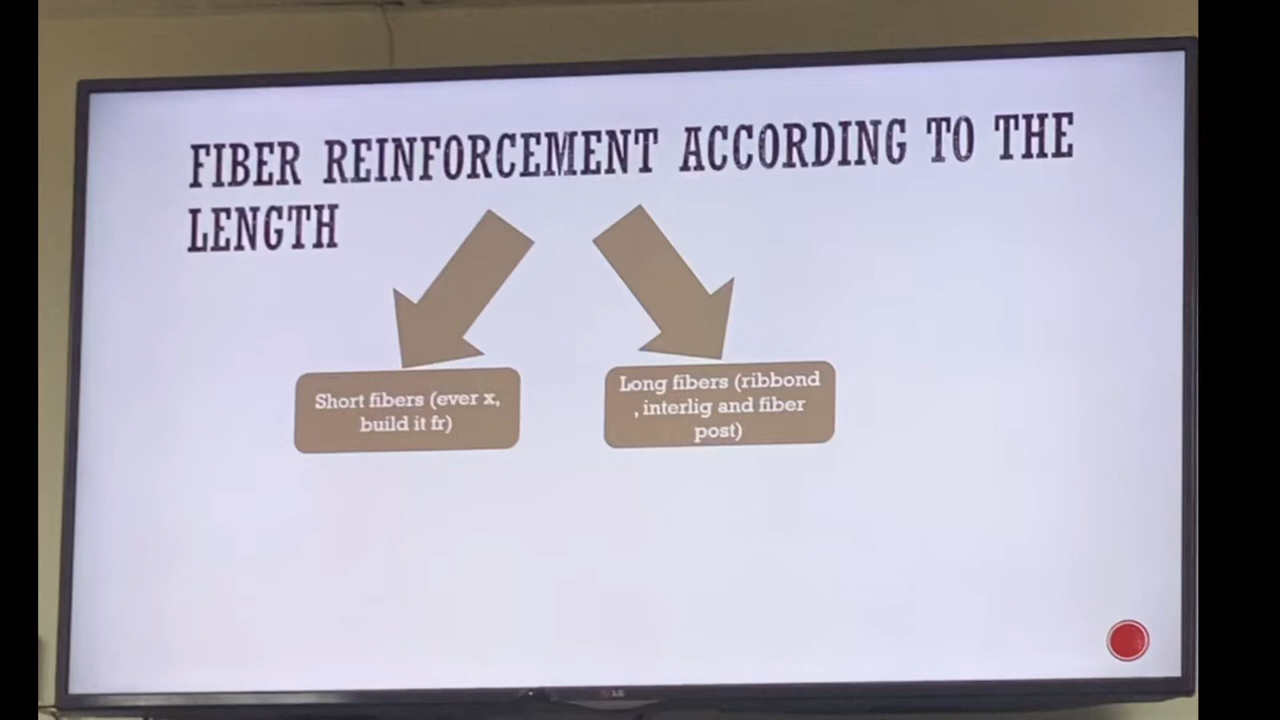 FIBER REINFORCEMENT ACCORDING TO THE
LENGTH
Short fibers (ever x,
build it fr)
Long fibers (ribbond
, interlig and fiber
post)
LG